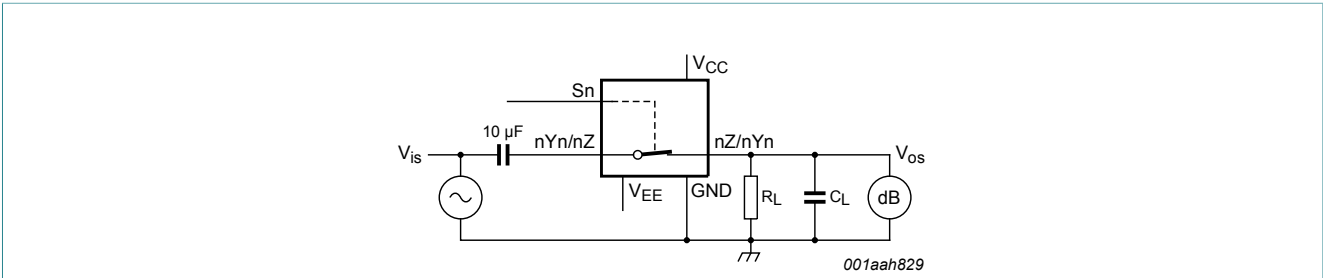 VCC
Sn
10 µF
nYn/nZ
nZ/nYn
Vis
Vos
VEE
GND
RL
CL
dB
001aah829